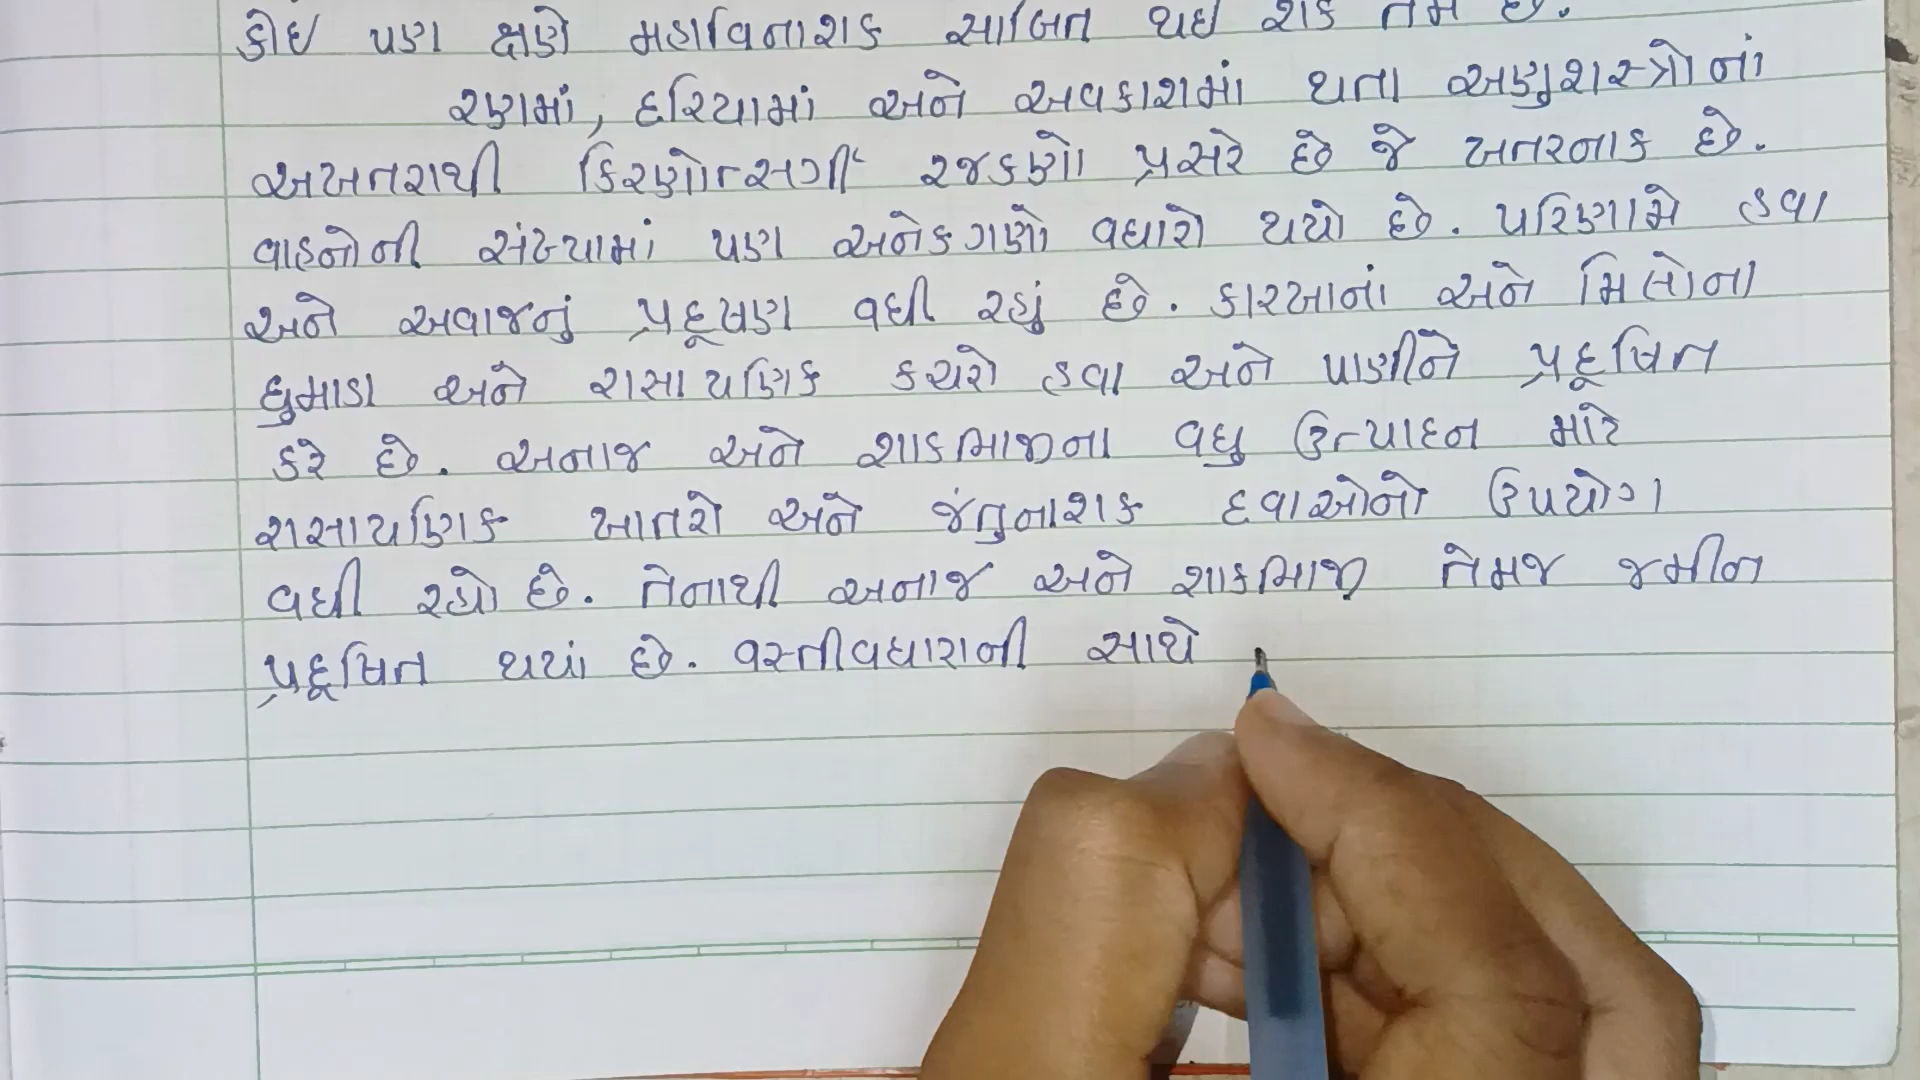 કોઈ પણ ક્ષણે મહાવિનાશક સાબિત થઈ શકે તેમ છે.
રણમાં, દરિયામાં અને અવકાશમાં થતા અણુશસ્ત્રોનાં
અખતરાથી કિરણોત્સર્ગી રજકણો પ્રસરે છે જે ખતરનાક છે.
વાહનોની સંખ્યામાં પણ અનેકગણો વધારો થયો છે. પરિણામે હવા
અને અવાજનું પ્રદૂષણ વધી રહ્યું છે. કારખાનાં અને મિલોના
ધુમાડા અને રાસાયણિક કચરો હવા અને પાણીને પ્રદૂષિત
કરે છે. અનાજ અને શાકભાજીના વધુ ઉત્પાદન માટે
રાસાયણિક ખાતરો અને જંતુનાશક દવાઓનો ઉપયોગ
વધી રહ્યો છે. તેનાથી અનાજ અને શાકભાજી તેમજ જમીન
પ્રદૂષિત થયાં છે. વસ્તીવધારાની સાથે